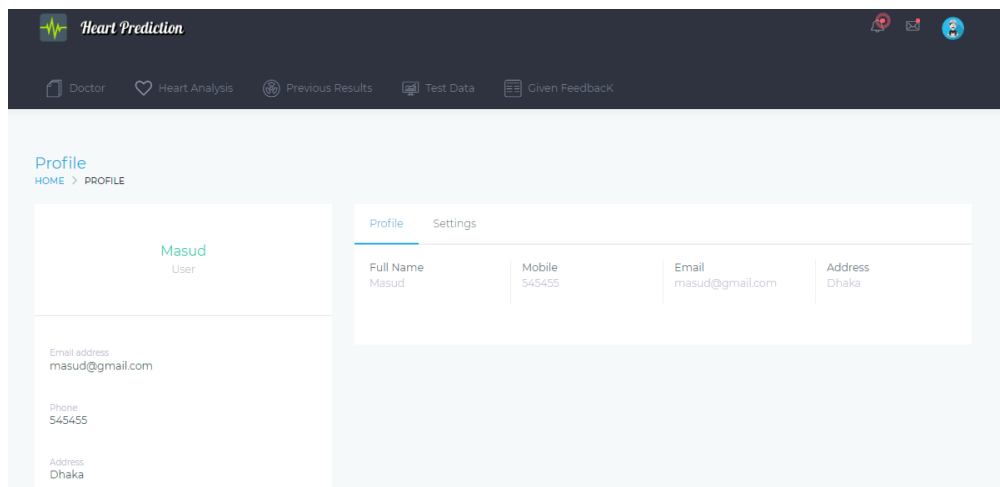 Heart Prediction
Doctor Heart Analysis Previous Results Test Data Given FeedbacK
Profile
HOME > PROFILE
Masud
User
Email address
masud@gmail.com
Phone
545455
Address
Dhaka
Profile Settings
Full Name Mobile Email Address
Masud 545455 masud@gmail.com Dhaka